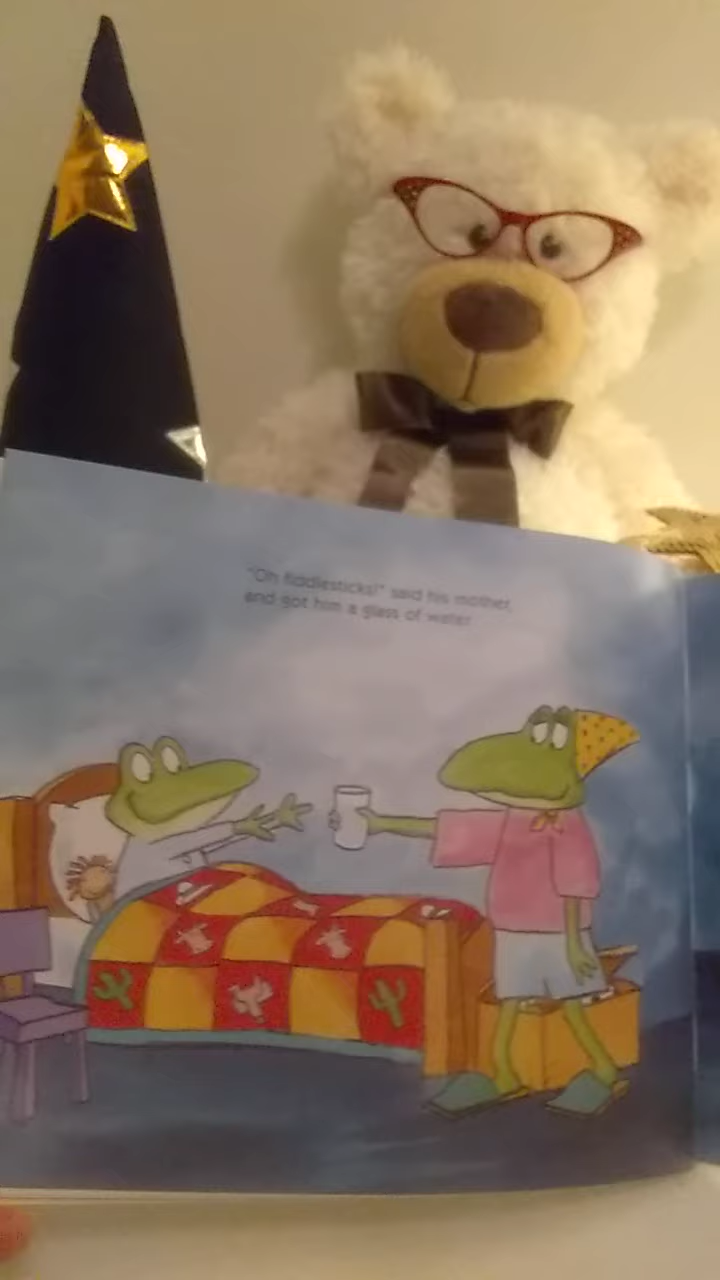 "Oh fiddlesticks!" said his mother,
and got him a glass of water.